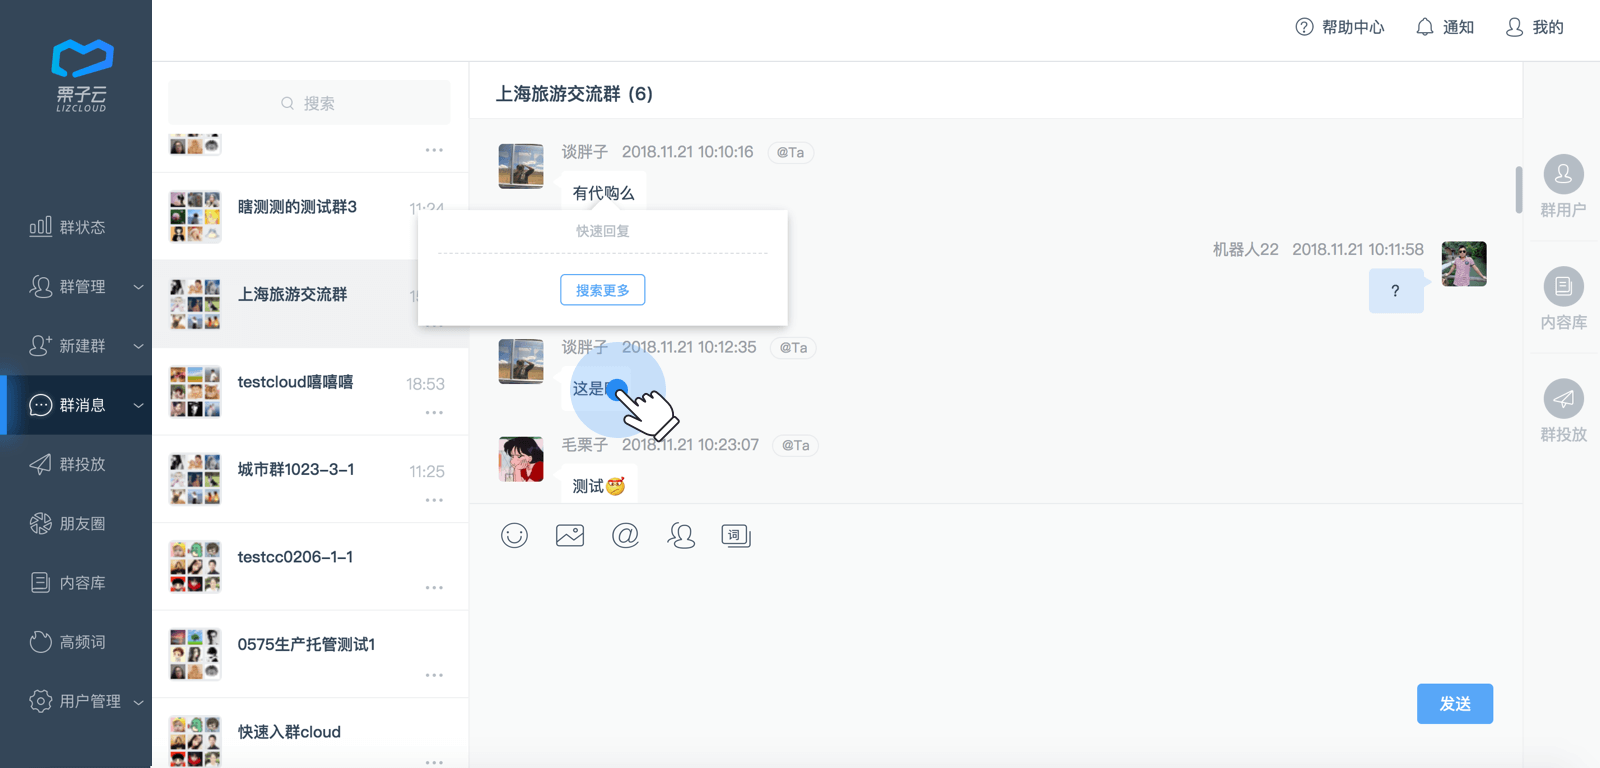 帮助中心
通知
我的
栗子云
LIZCLOUD
群状态
群管理
新建群
群消息
群投放
朋友圈
内容库
高频词
用户管理
搜索
瞎测测的测试群3
11:24
上海旅游交流群
testcloud嘻嘻嘻
18:53
城市群1023-3-1
11:25
testcc0206-1-1
0575生产托管测试1
快速入群cloud
上海旅游交流群 (6)
谈胖子 2018.11.21 10:10:16 @Ta
有代购么
快速回复
搜索更多
机器人22 2018.11.21 10:11:58
?
谈胖子 2018.11.21 10:12:35 @Ta
这是
毛栗子 2018.11.21 10:23:07 @Ta
测试🤕
词
发送
群用户
内容库
群投放